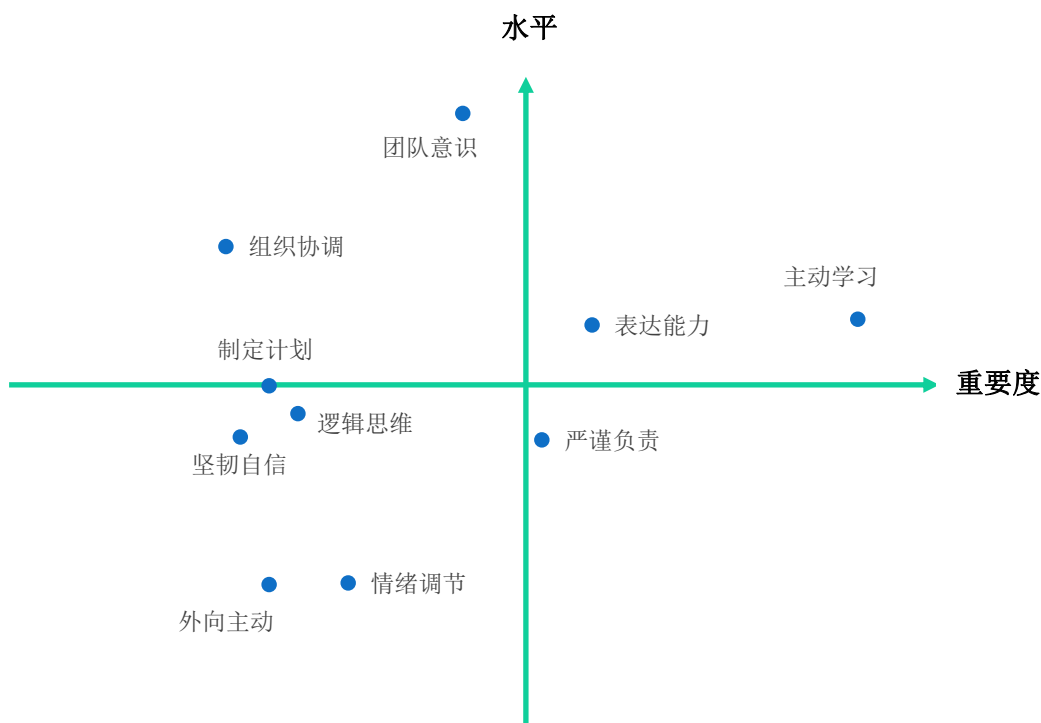 水平
团队意识
组织协调
主动学习
表达能力
制定计划
重要度
逻辑思维
严谨负责
坚韧自信
情绪调节
外向主动